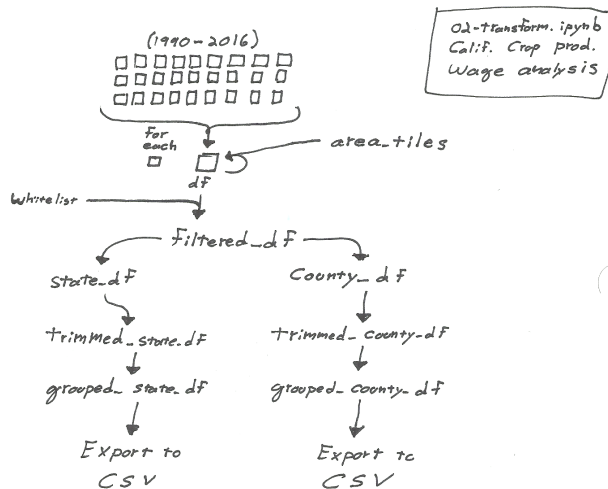 02-transform.ipynb
Calif. Crop prod.
Wage analysis
(1990-2016)
for
each
area_tiles
df
Whitelist
filtered_df
state_df
County_df
trimmed_state_df
trimmed_county_df
grouped_state_df
grouped_county_df
Export to
CSV
Export to
CSV